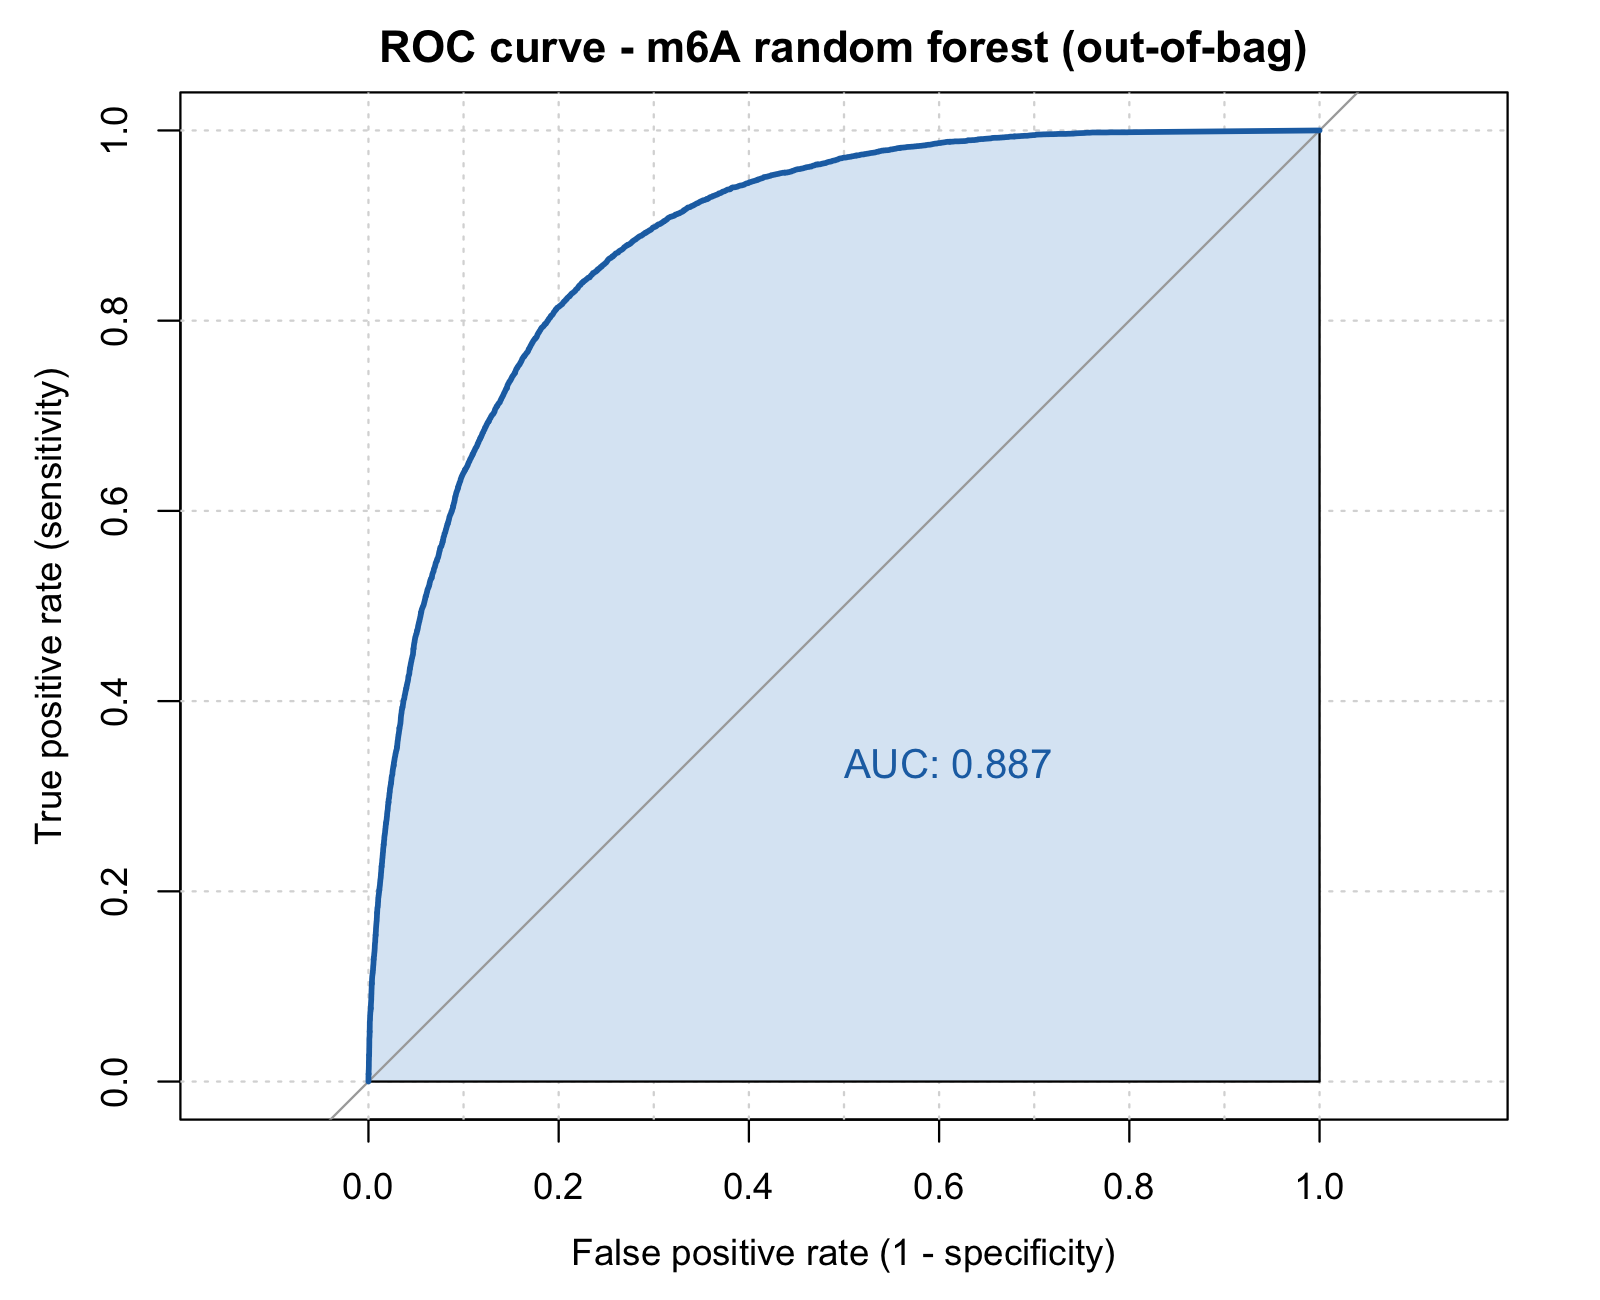 ROC curve - m6A random forest (out-of-bag)
True positive rate (sensitivity)
1.0
0.8
0.6
0.4
0.2
0.0
AUC: 0.887
0.0 0.2 0.4 0.6 0.8 1.0
False positive rate (1 - specificity)